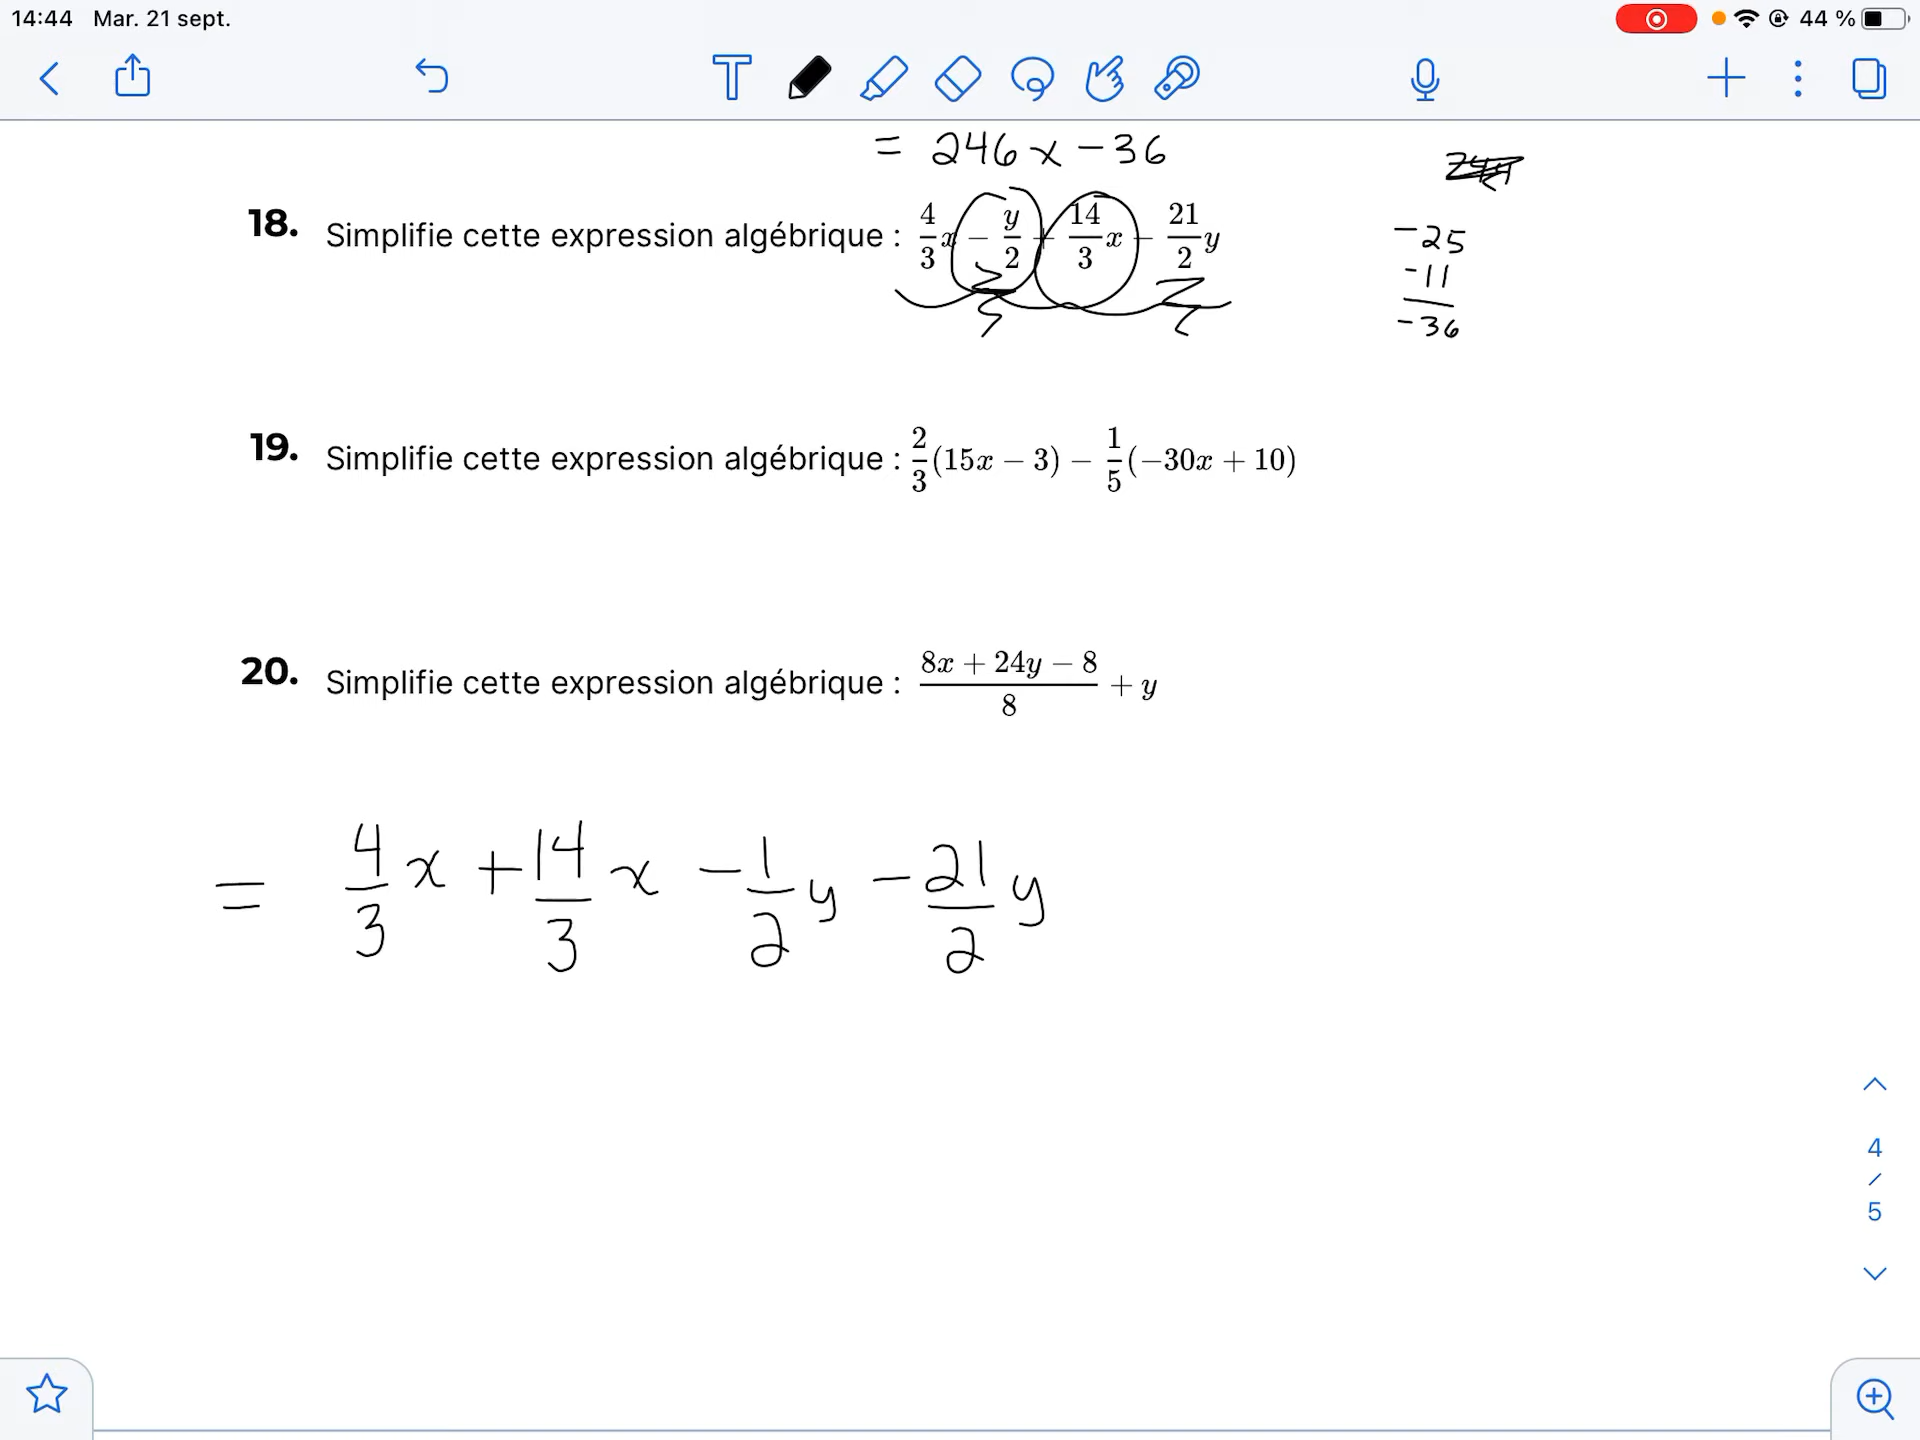 14:44 Mar. 21 sept. 44 %
T
= 246x − 36
18. Simplifie cette expression algébrique : 4/3 x − y/2 + 14/3 x − 21/2 y
−25
−11
−36
19. Simplifie cette expression algébrique : 2/3 (15x − 3) − 1/5 (−30x + 10)
20. Simplifie cette expression algébrique : (8x + 24y − 8)/8 + y
= 4/3 x + 14/3 x − 1/2 y − 21/2 y
4
/
5